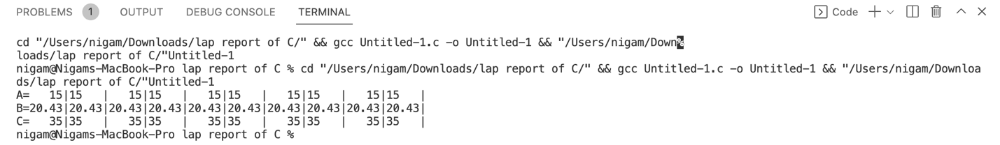 PROBLEMS 1 OUTPUT DEBUG CONSOLE TERMINAL Code
cd "/Users/nigam/Downloads/lap report of C/" && gcc Untitled-1.c -o Untitled-1 && "/Users/nigam/Down%
loads/lap report of C/"Untitled-1
nigam@Nigams-MacBook-Pro lap report of C % cd "/Users/nigam/Downloads/lap report of C/" && gcc Untitled-1.c -o Untitled-1 && "/Users/nigam/Downloa
ds/lap report of C/"Untitled-1
A=   15|15   |   15|15   |   15|15   |   15|15   |   15|15   |
B=20.43|20.43|20.43|20.43|20.43|20.43|20.43|20.43|20.43|20.43|
C=   35|35   |   35|35   |   35|35   |   35|35   |   35|35   |
nigam@Nigams-MacBook-Pro lap report of C %